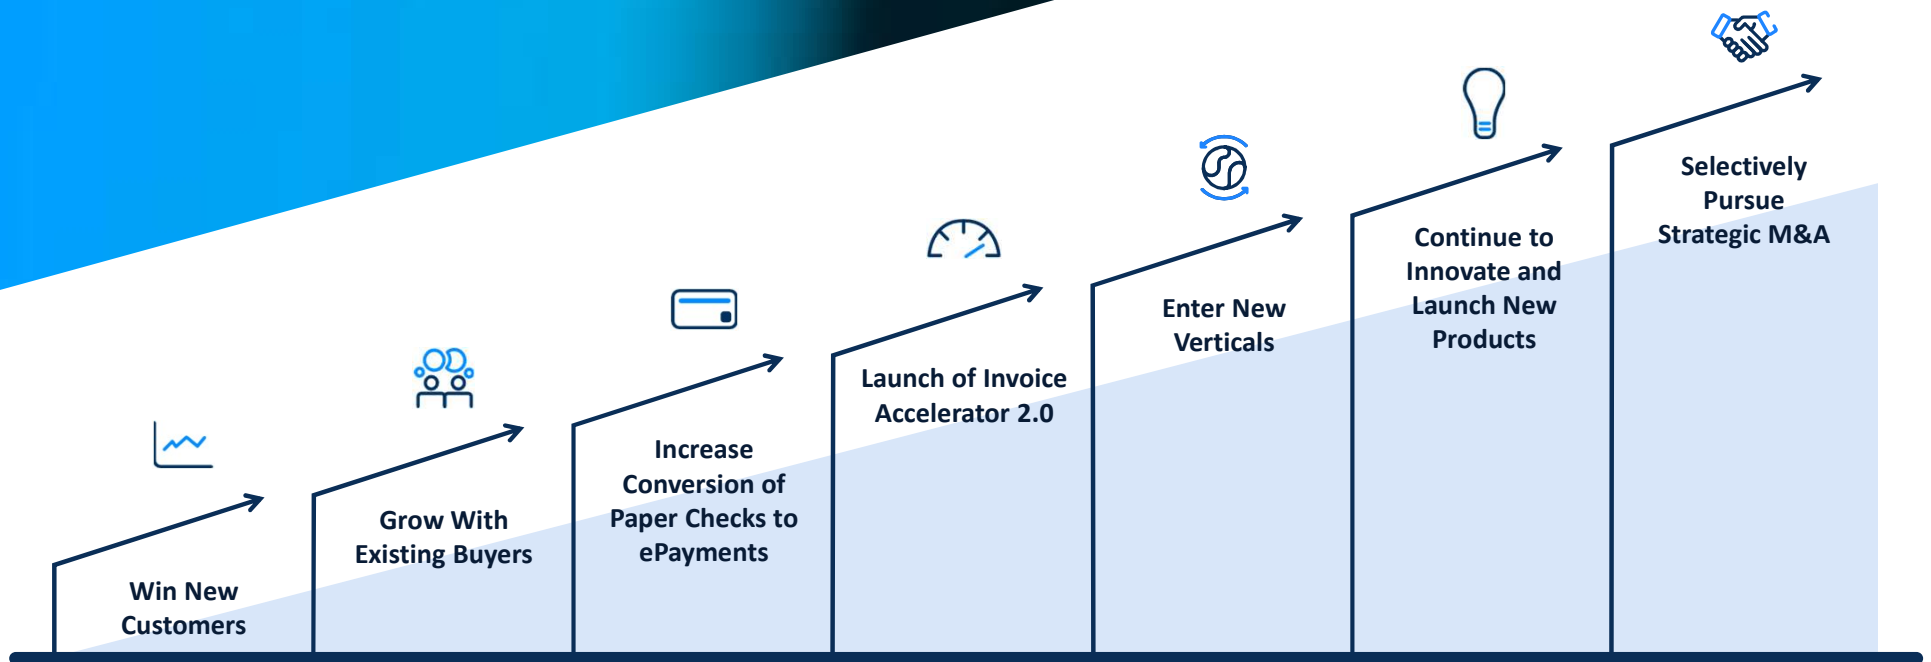 Win New
Customers
Grow With
Existing Buyers
Increase
Conversion of
Paper Checks to
ePayments
Launch of Invoice
Accelerator 2.0
Enter New
Verticals
Continue to
Innovate and
Launch New
Products
Selectively
Pursue
Strategic M&A